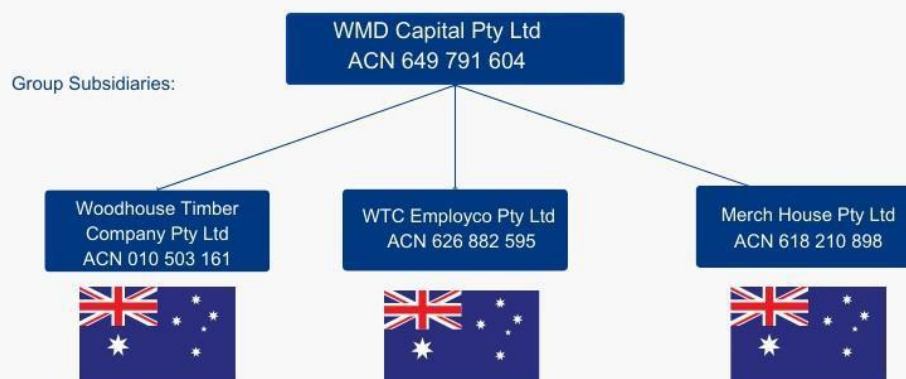 WMD Capital Pty Ltd
ACN 649 791 604
Group Subsidiaries:
Woodhouse Timber
Company Pty Ltd
ACN 010 503 161
WTC Employco Pty Ltd
ACN 626 882 595
Merch House Pty Ltd
ACN 618 210 898